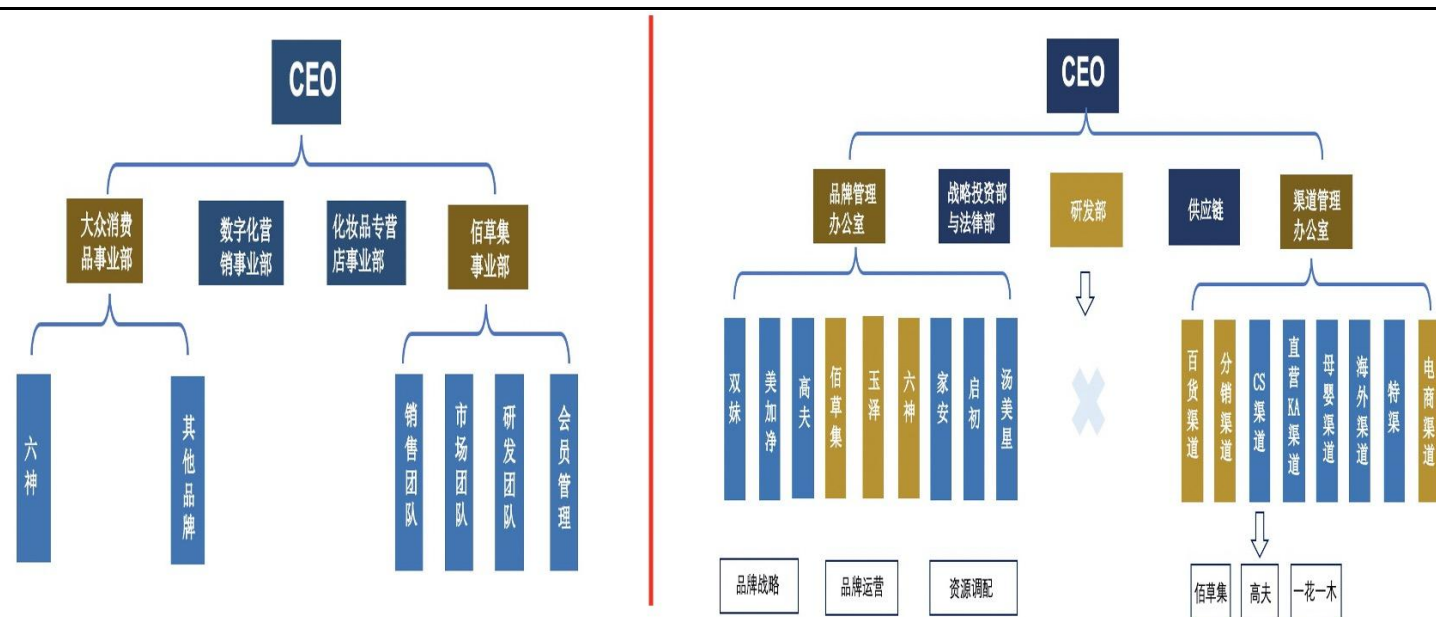 CEO
大众消费
品事业部
数字化营
销事业部
化妆品专营
店事业部
佰草集
事业部
六神
其他品牌
销售团队
市场团队
研发团队
会员管理
CEO
品牌管理
办公室
战略投资部
与法律部
研发部
供应链
渠道管理
办公室
双妹
美加净
高夫
佰草集
玉泽
六神
家安
启初
汤美星
百货渠道
分销渠道
CS渠道
直营KA渠道
母婴渠道
海外渠道
特渠
电商渠道
品牌战略
品牌运营
资源调配
佰草集
高夫
一花一木